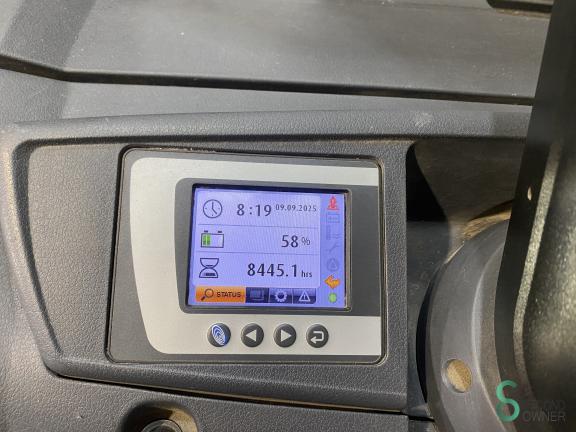 8:19 09.09.2025
58 %
8445.1 hrs
STATUS
SECOND
OWNER